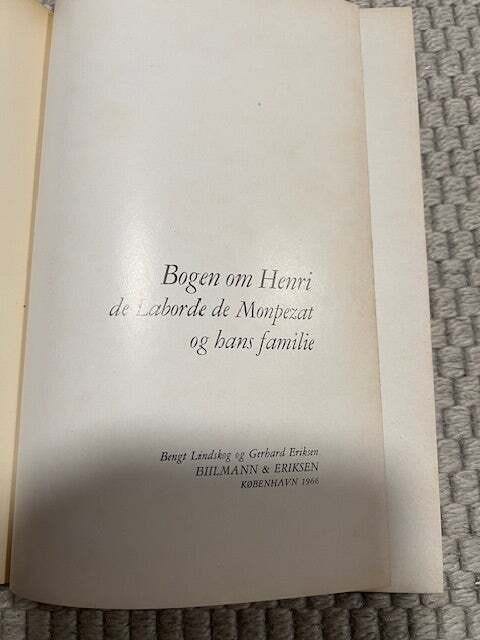 Bogen om Henri
de Laborde de Monpezat
og hans familie
Bengt Lindskog og Gerhard Eriksen
BIILMANN & ERIKSEN
KØBENHAVN 1966